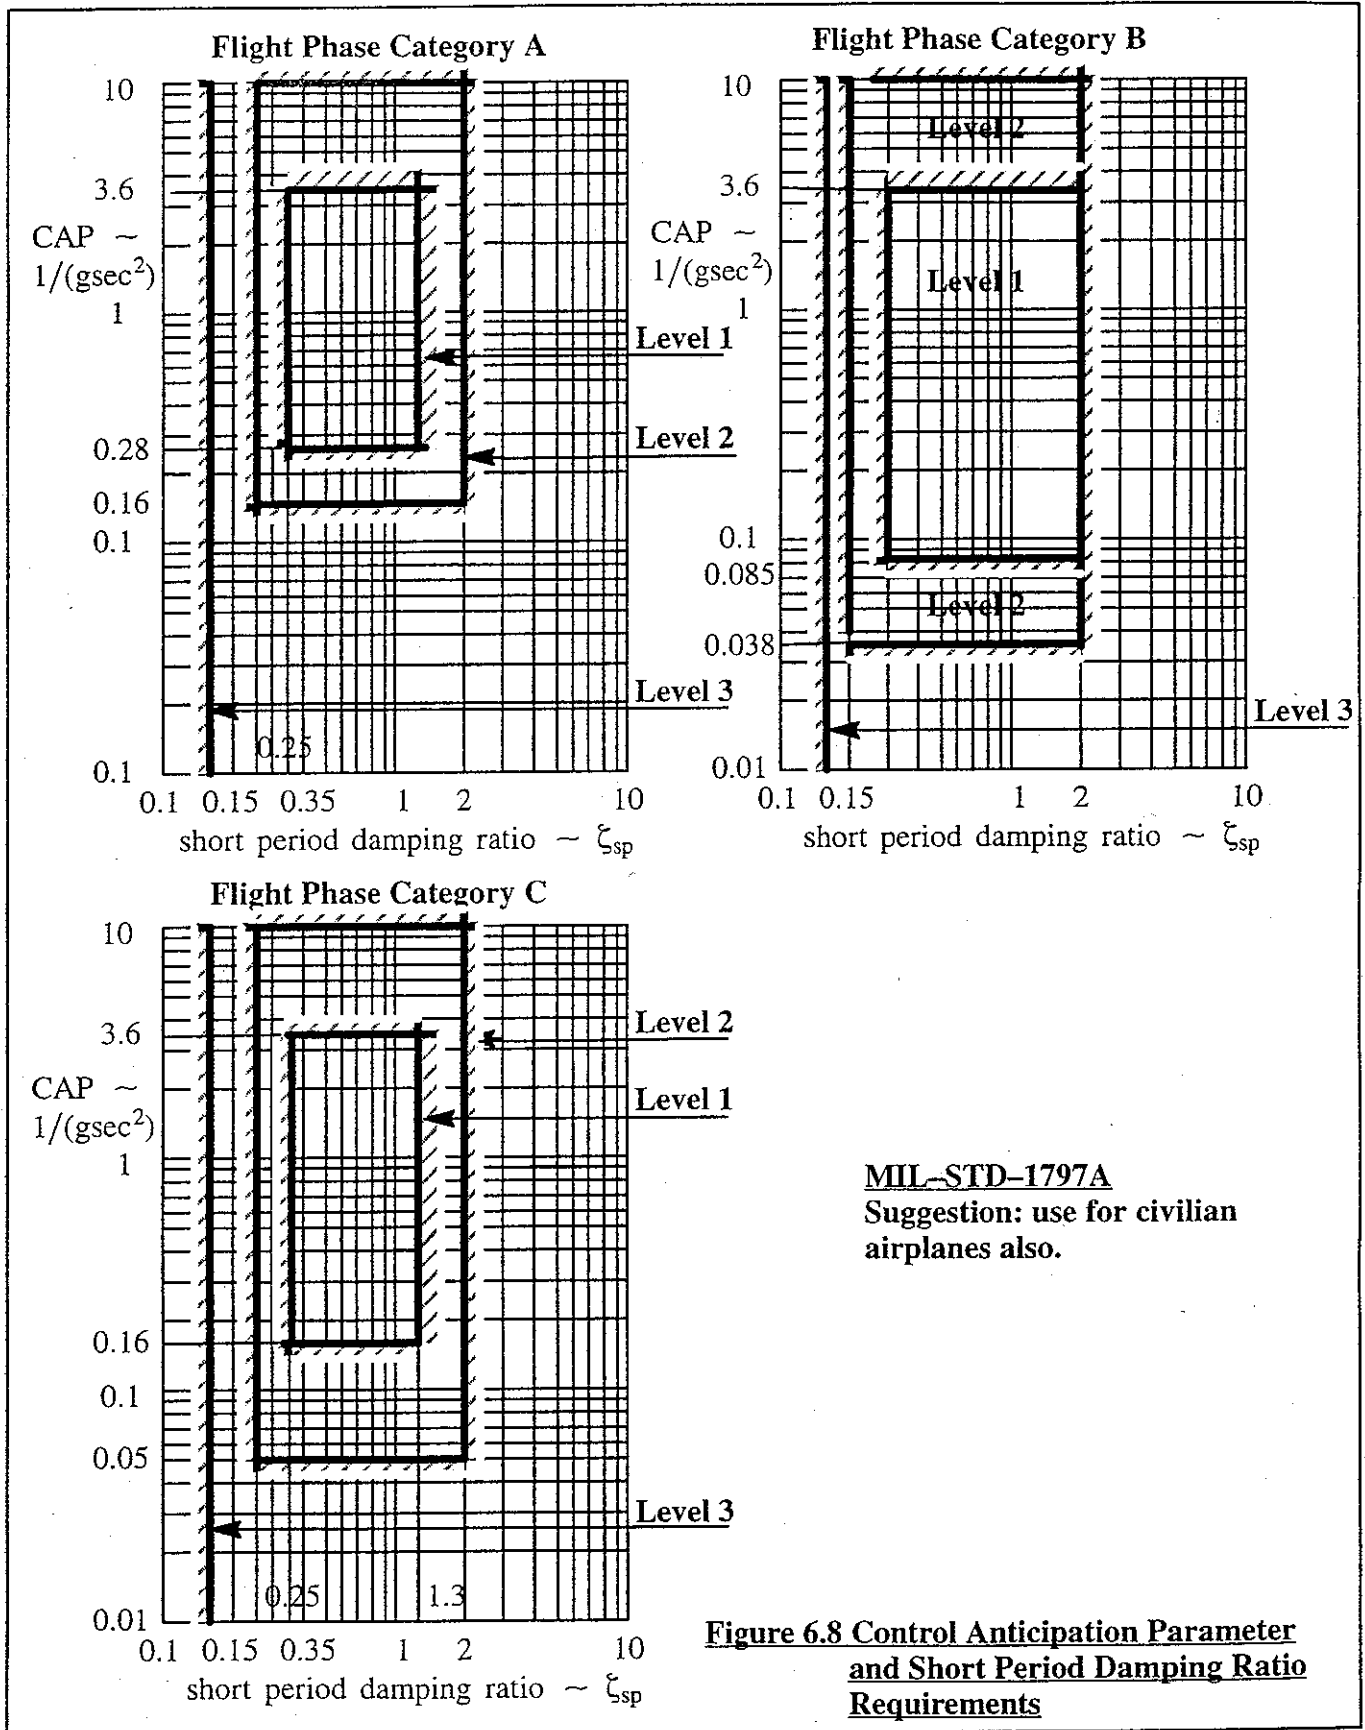 Flight Phase Category A
10
3.6
CAP ~
1/(gsec²)
1
0.28
0.16
0.1
0.1
Level 1
Level 2
Level 3
0.25
0.1 0.15 0.35 1 2 10
short period damping ratio ~ ζsp
Flight Phase Category B
10
3.6
CAP ~
1/(gsec²)
1
0.1
0.085
0.038
0.01
Level 2
Level 1
Level 2
Level 3
0.1 0.15 1 2 10
short period damping ratio ~ ζsp
Flight Phase Category C
10
3.6
CAP ~
1/(gsec²)
1
0.16
0.1
0.05
0.01
Level 2
Level 1
Level 3
0.25 1.3
0.1 0.15 0.35 1 2 10
short period damping ratio ~ ζsp
MIL–STD–1797A
Suggestion: use for civilian
airplanes also.
Figure 6.8 Control Anticipation Parameter
and Short Period Damping Ratio
Requirements